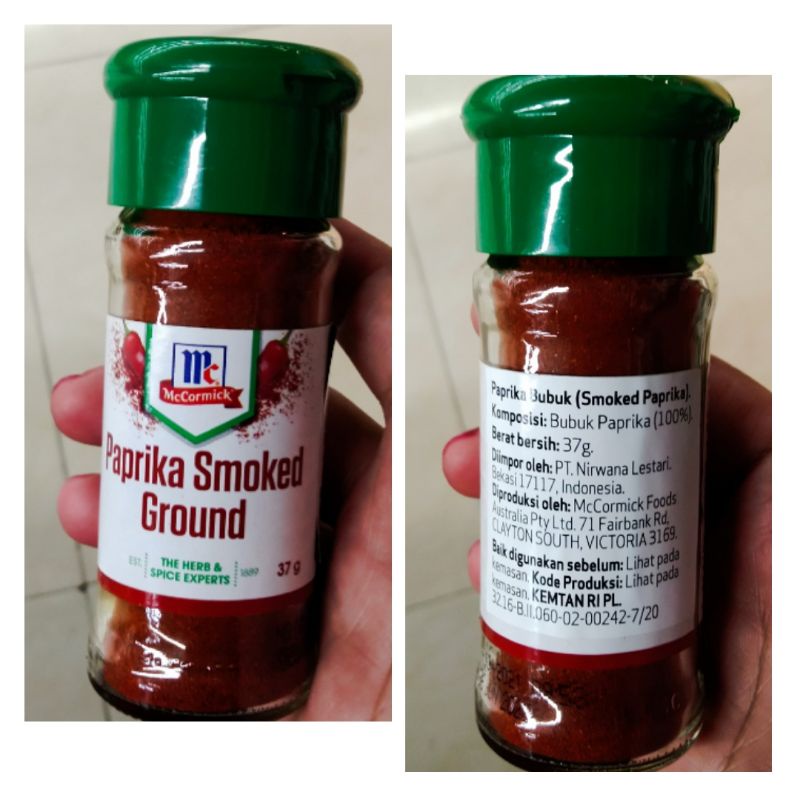 Mc
McCormick
Paprika Smoked
Ground
EST. THE HERB & 1889
SPICE EXPERTS
37 g
Paprika Bubuk (Smoked Paprika).
Komposisi: Bubuk Paprika (100%).
Berat bersih: 37g.
Diimpor oleh: PT. Nirwana Lestari.
Bekasi 17117, Indonesia.
Diproduksi oleh: McCormick Foods
Australia Pty Ltd. 71 Fairbank Rd,
CLAYTON SOUTH, VICTORIA 3169.
Baik digunakan sebelum: Lihat pada
kemasan. Kode Produksi: Lihat pada
kemasan. KEMTAN RI PL.
3216-B.II.060-02-00242-7/20